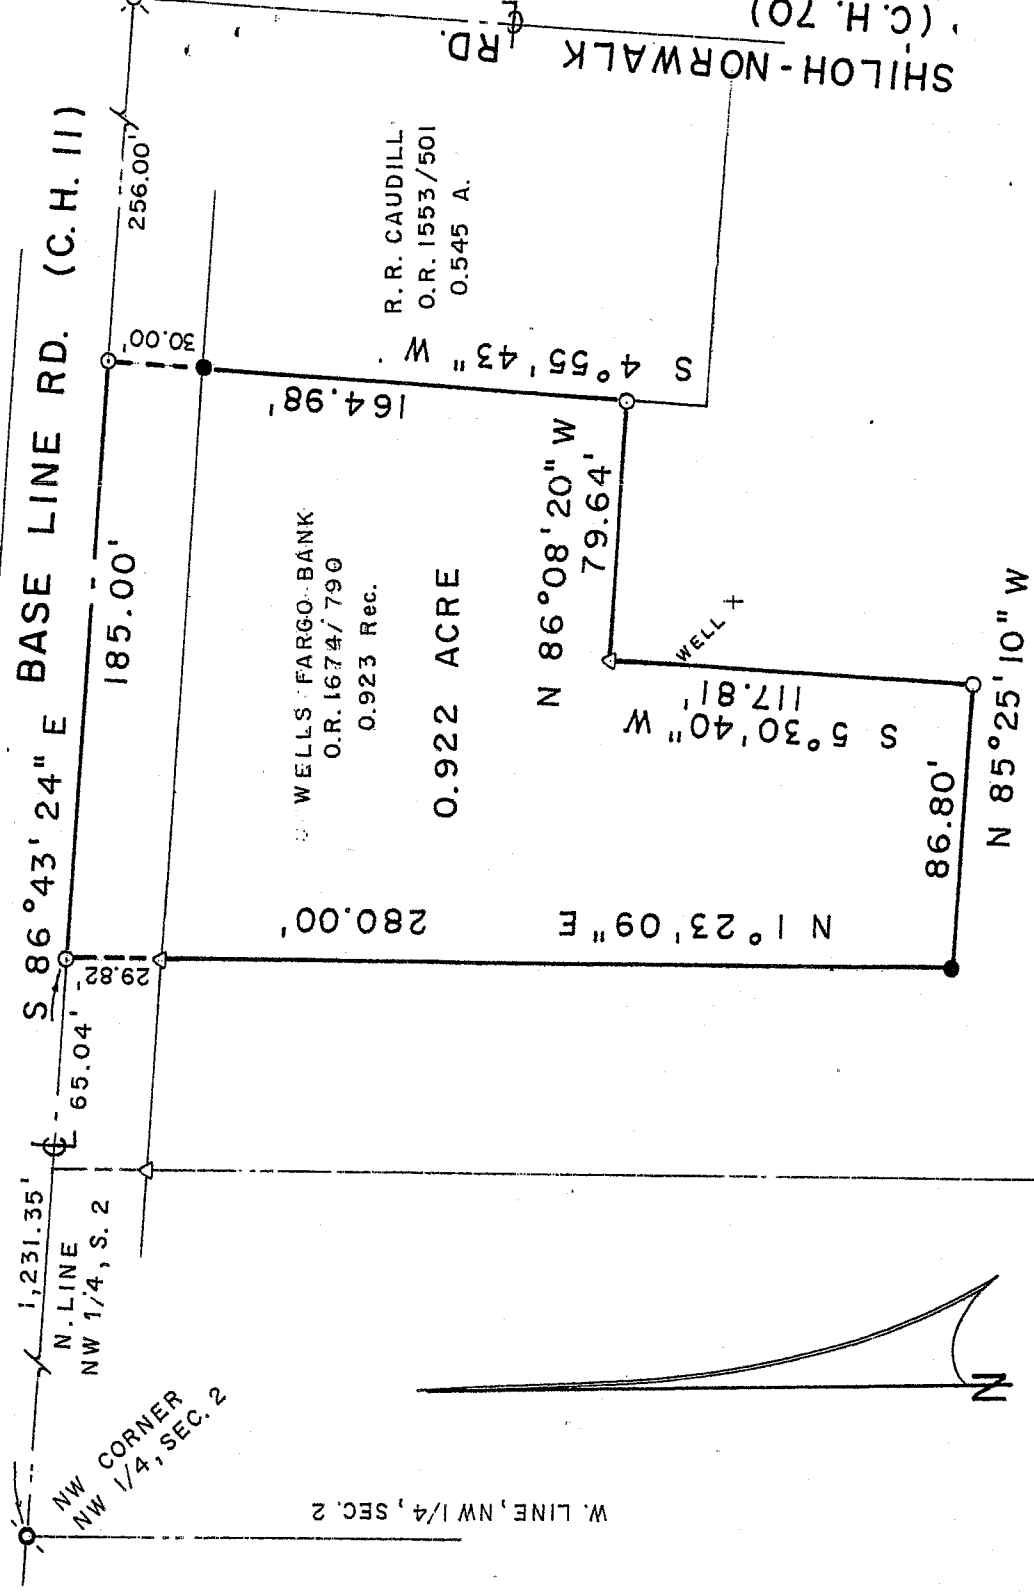 SHILOH-NORWALK RD.
(C.H. 70)
S 86°43'24" E BASE LINE RD. (C.H. 11)
256.00'
30.00'
185.00'
R.R. CAUDILL
O.R. 1553/501
0.545 A.
S 4°55'43" W
164.98'
WELLS FARGO BANK
O.R. 1674/790
0.923 Rec.
0.922 ACRE
N 86°08'20" W
79.64'
WELL
S 5°30'40" W
117.81'
N 85°25'10" W
86.80'
N 1°23'09" E
280.00'
29.82'
65.04'
1,231.35'
N. LINE
NW 1/4, S. 2
NW CORNER
NW 1/4, SEC. 2
W. LINE, NW 1/4, SEC. 2
N